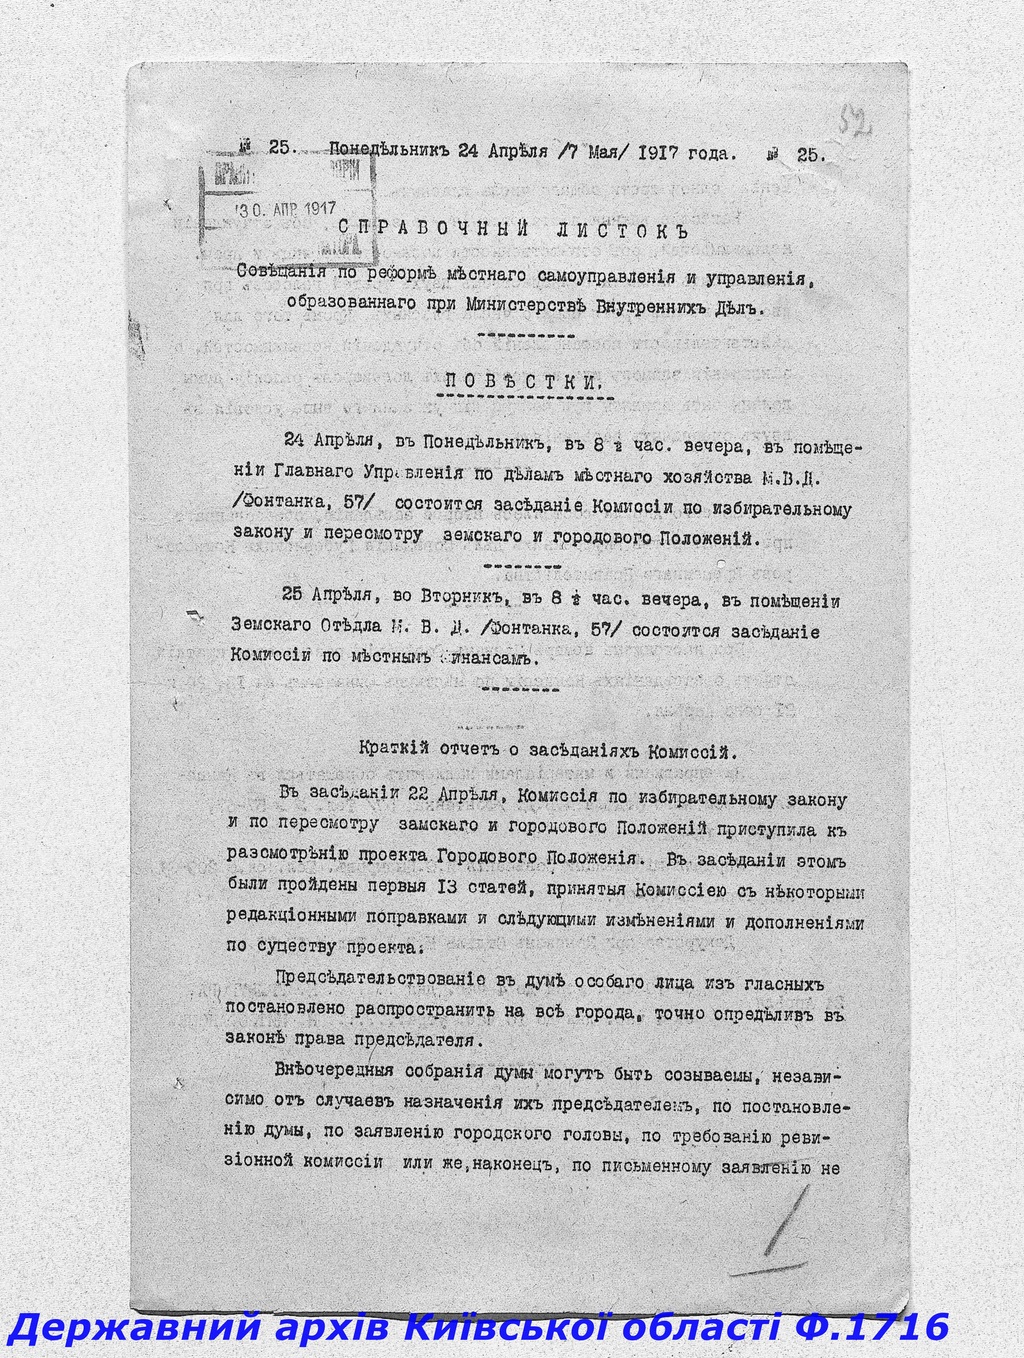 52
№ 25. Понедѣльникъ 24 Апрѣля /7 Мая/ 1917 года. № 25.
30. АПР 1917
СПРАВОЧНЫЙ ЛИСТОКЪ
Совѣщанія по реформѣ мѣстнаго самоуправленія и управленія,
образованнаго при Министерствѣ Внутреннихъ Дѣлъ.
ПОВѢСТКИ.
24 Апрѣля, въ Понедѣльникъ, въ 8 ½ час. вечера, въ помѣще-
ніи Главнаго Управленія по дѣламъ мѣстнаго хозяйства М.В.Д.
/Фонтанка, 57/ состоится засѣданіе Комиссіи по избирательному
закону и пересмотру земскаго и городового Положеній.
25 Апрѣля, во Вторникъ, въ 8 ½ час. вечера, въ помѣщеніи
Земскаго Отѣдла М. В. Д. /Фонтанка, 57/ состоится засѣданіе
Комиссіи по мѣстнымъ финансамъ.
Краткій отчетъ о засѣданіяхъ Комиссій.
Въ засѣданіи 22 Апрѣля, Комиссія по избирательному закону
и по пересмотру замскаго и городового Положеній приступила къ
разсмотрѣнію проекта Городового Положенія. Въ засѣданіи этомъ
были пройдены первыя 13 статей, принятыя Комиссіею съ нѣкоторыми
редакціонными поправками и слѣдующими измѣненіями и дополненіями
по существу проекта:
Предсѣдательствованіе въ думѣ особаго лица изъ гласныхъ
постановлено распространить на всѣ города, точно опредѣливъ въ
законѣ права предсѣдателя.
Внѣочередныя собранія думы могутъ быть созываемы, независи-
симо отъ случаевъ назначенія ихъ предсѣдателемъ, по постановле-
нію думы, по заявленію городского головы, по требованію реви-
зіонной комиссіи или же,наконецъ, по письменному заявленію не
1
Державний архів Київської області Ф.1716